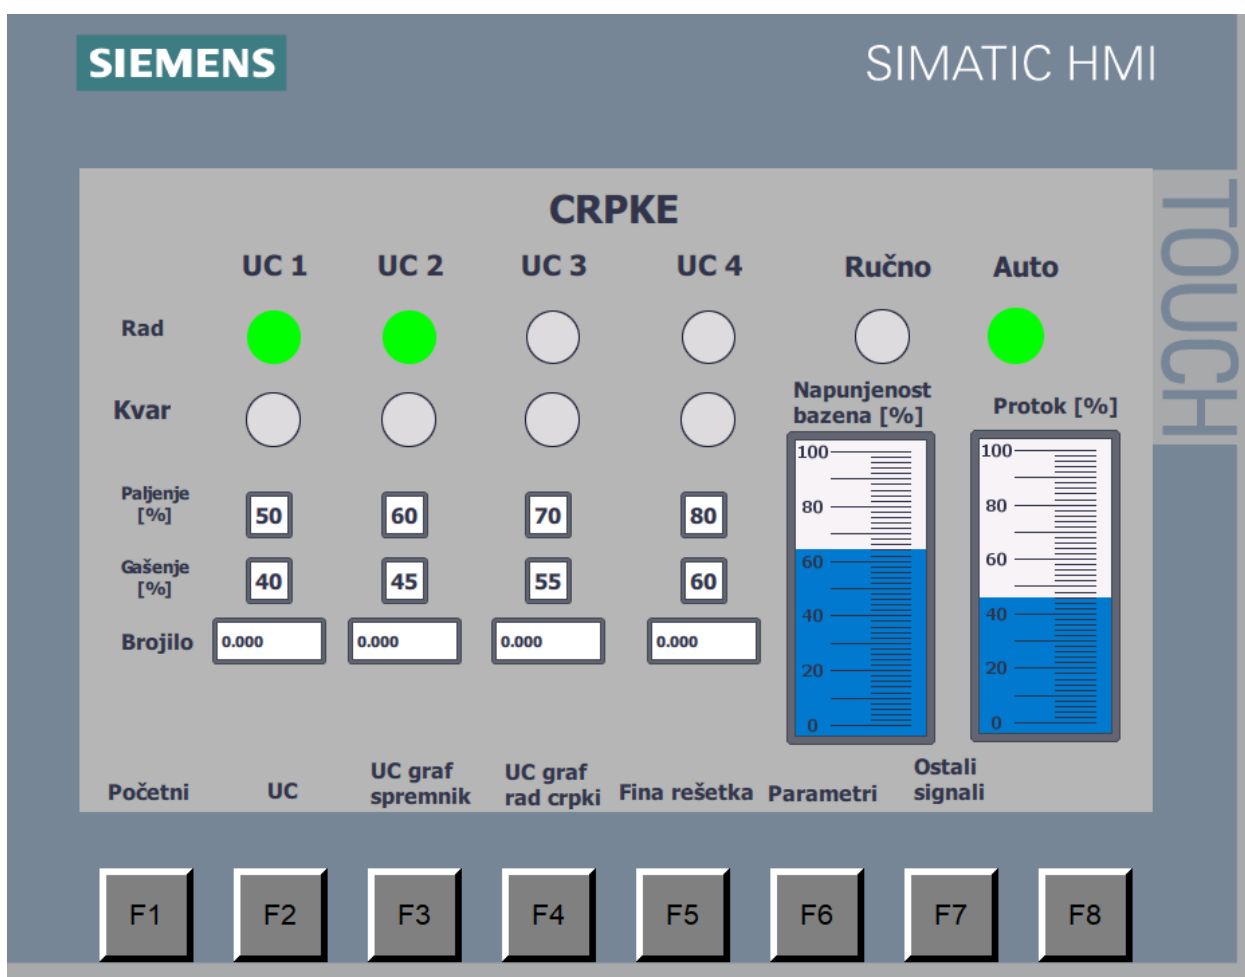 SIEMENS
SIMATIC HMI
TOUCH
CRPKE
UC 1 UC 2 UC 3 UC 4 Ručno Auto
Rad
Kvar
Napunjenost
bazena [%]
Protok [%]
Paljenje
[%]
50 60 70 80
Gašenje
[%]
40 45 55 60
Brojilo 0.000 0.000 0.000 0.000
100
80
60
40
20
0
100
80
60
40
20
0
Početni
UC
UC graf
spremnik
UC graf
rad crpki
Fina rešetka
Parametri
Ostali
signali
F1 F2 F3 F4 F5 F6 F7 F8